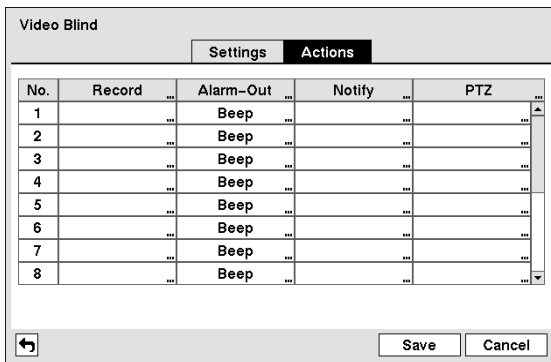 Video Blind
Settings Actions
No. Record ... Alarm-Out ... Notify ... PTZ ...
1 ... Beep ... ... ...
2 ... Beep ... ... ...
3 ... Beep ... ... ...
4 ... Beep ... ... ...
5 ... Beep ... ... ...
6 ... Beep ... ... ...
7 ... Beep ... ... ...
8 ... Beep ... ... ...
Save Cancel